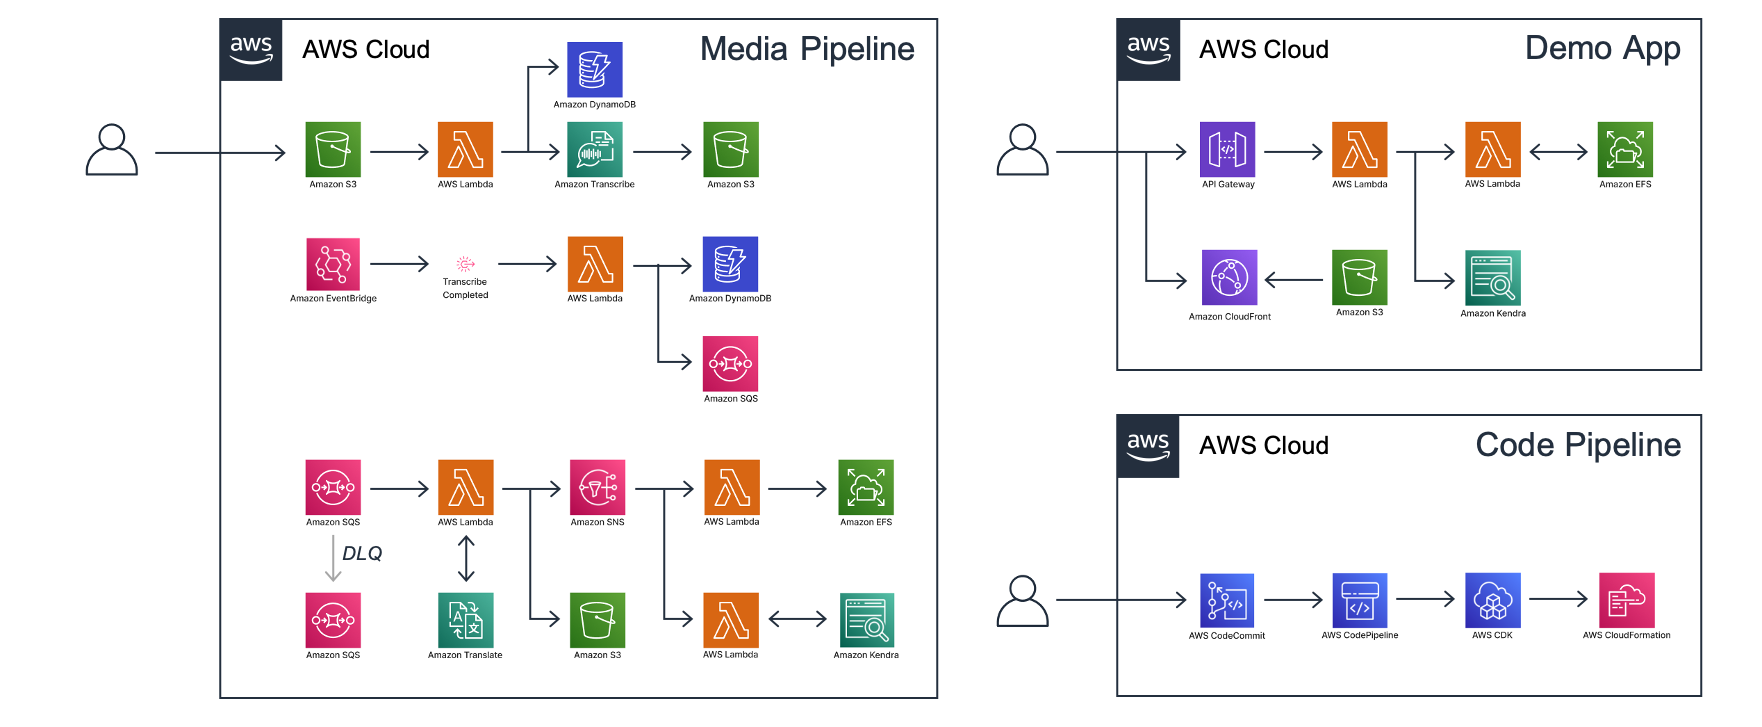 aws
AWS Cloud
Media Pipeline
Amazon DynamoDB
Amazon S3
AWS Lambda
Amazon Transcribe
Amazon S3
Amazon EventBridge
Transcribe
Completed
AWS Lambda
Amazon DynamoDB
Amazon SQS
Amazon SQS
AWS Lambda
Amazon SNS
AWS Lambda
Amazon EFS
DLQ
Amazon SQS
Amazon Translate
Amazon S3
AWS Lambda
Amazon Kendra
aws
AWS Cloud
Demo App
API Gateway
AWS Lambda
AWS Lambda
Amazon EFS
Amazon CloudFront
Amazon S3
Amazon Kendra
aws
AWS Cloud
Code Pipeline
AWS CodeCommit
AWS CodePipeline
AWS CDK
AWS CloudFormation